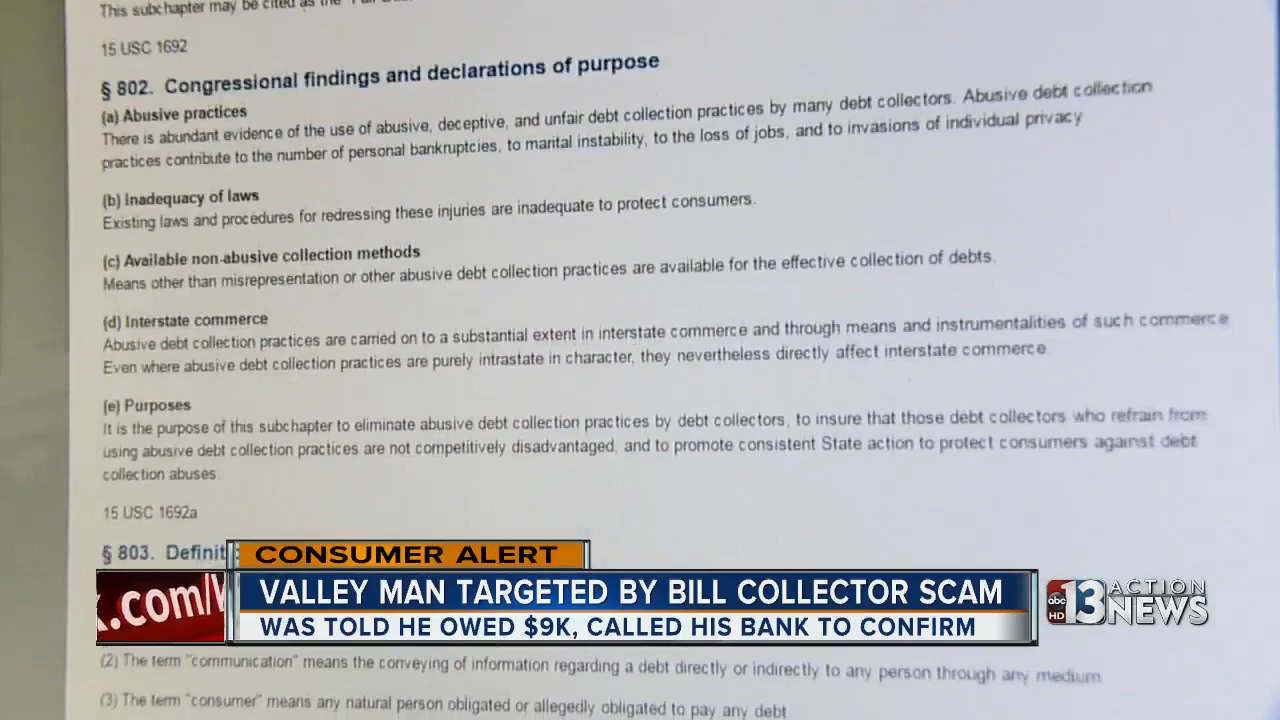 This subchapter may be cited as the
15 USC 1692
§ 802. Congressional findings and declarations of purpose
(a) Abusive practices
There is abundant evidence of the use of abusive, deceptive, and unfair debt collection practices by many debt collectors. Abusive debt collection
practices contribute to the number of personal bankruptcies, to marital instability, to the loss of jobs, and to invasions of individual privacy
(b) Inadequacy of laws
Existing laws and procedures for redressing these injuries are inadequate to protect consumers.
(c) Available non-abusive collection methods
Means other than misrepresentation or other abusive debt collection practices are available for the effective collection of debts.
(d) Interstate commerce
Abusive debt collection practices are carried on to a substantial extent in interstate commerce and through means and instrumentalities of such commerce
Even where abusive debt collection practices are purely intrastate in character, they nevertheless directly affect interstate commerce.
(e) Purposes
It is the purpose of this subchapter to eliminate abusive debt collection practices by debt collectors, to insure that those debt collectors who refrain from
using abusive debt collection practices are not competitively disadvantaged, and to promote consistent State action to protect consumers against debt
collection abuses
15 USC 1692a
§ 803. Definit
CONSUMER ALERT
.com/
VALLEY MAN TARGETED BY BILL COLLECTOR SCAM
WAS TOLD HE OWED $9K, CALLED HIS BANK TO CONFIRM
abc
HD
13
ACTION
NEWS
(2) The term "communication" means the conveying of information regarding a debt directly or indirectly to any person through any medium.
(3) The term "consumer" means any natural person obligated or allegedly obligated to pay any debt.